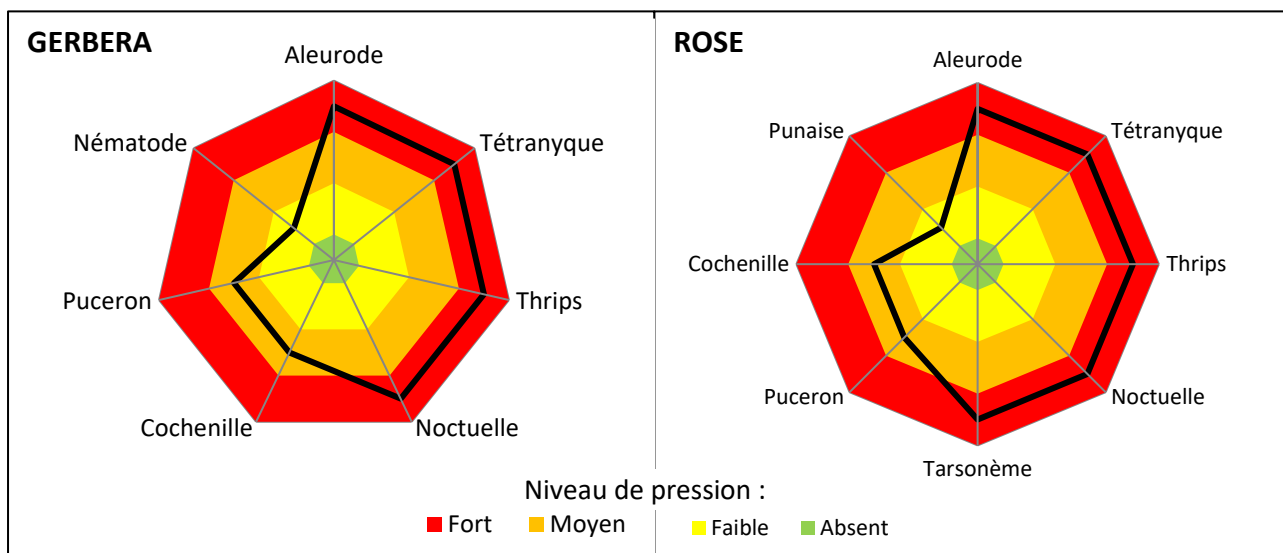 GERBERA
Aleurode
Tétranyque
Thrips
Noctuelle
Cochenille
Puceron
Nématode
ROSE
Aleurode
Tétranyque
Thrips
Noctuelle
Tarsonème
Puceron
Cochenille
Punaise
Niveau de pression :
Fort Moyen Faible Absent